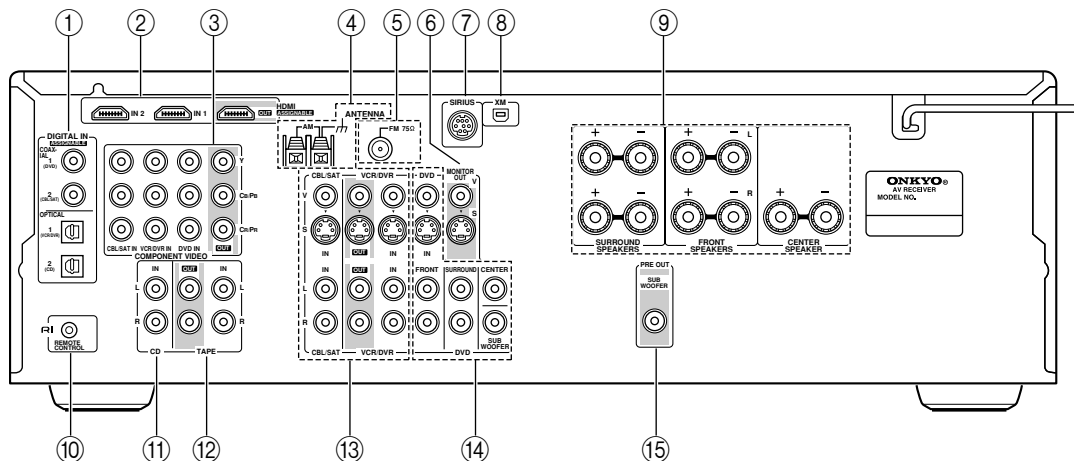 ① ② ③ ④ ⑤ ⑥ ⑦ ⑧ ⑨
DIGITAL IN
ASSIGNABLE
COAX-
IAL
1
(DVD)
2
(CBL/SAT)
OPTICAL
1
(VCR/DVR)
2
(CD)
IN 2
IN 1
HDMI
OUT ASSIGNABLE
Y
CB/PB
CR/PR
CBL/SAT IN VCR/DVR IN DVD IN OUT
COMPONENT VIDEO
ANTENNA
AM
FM 75Ω
SIRIUS
XM
CBL/SAT VCR/DVR DVD MONITOR OUT
V V
S S
IN OUT IN IN
FRONT SURROUND CENTER
L
R
SUB
WOOFER
CBL/SAT VCR/DVR DVD
IN OUT IN
L L
R R
CD TAPE
RI
REMOTE
CONTROL
+ − + − L
+ − + − R + −
SURROUND
SPEAKERS
FRONT
SPEAKERS
CENTER
SPEAKER
PRE OUT
SUB
WOOFER
ONKYO
AV RECEIVER
MODEL NO.
⑩ ⑪ ⑫ ⑬ ⑭ ⑮